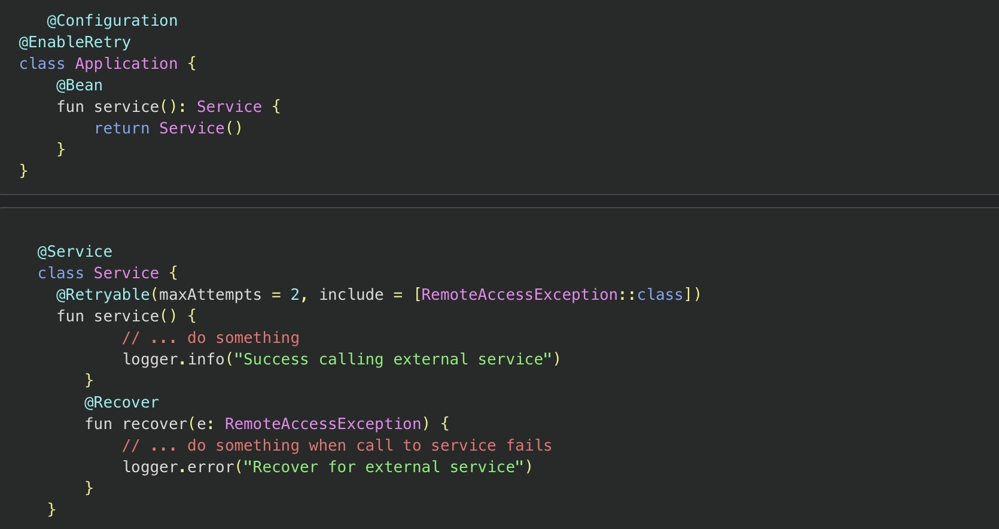 @Configuration
@EnableRetry
class Application {
@Bean
fun service(): Service {
return Service()
}
}
@Service
class Service {
@Retryable(maxAttempts = 2, include = [RemoteAccessException::class])
fun service() {
// ... do something
logger.info("Success calling external service")
}
@Recover
fun recover(e: RemoteAccessException) {
// ... do something when call to service fails
logger.error("Recover for external service")
}
}